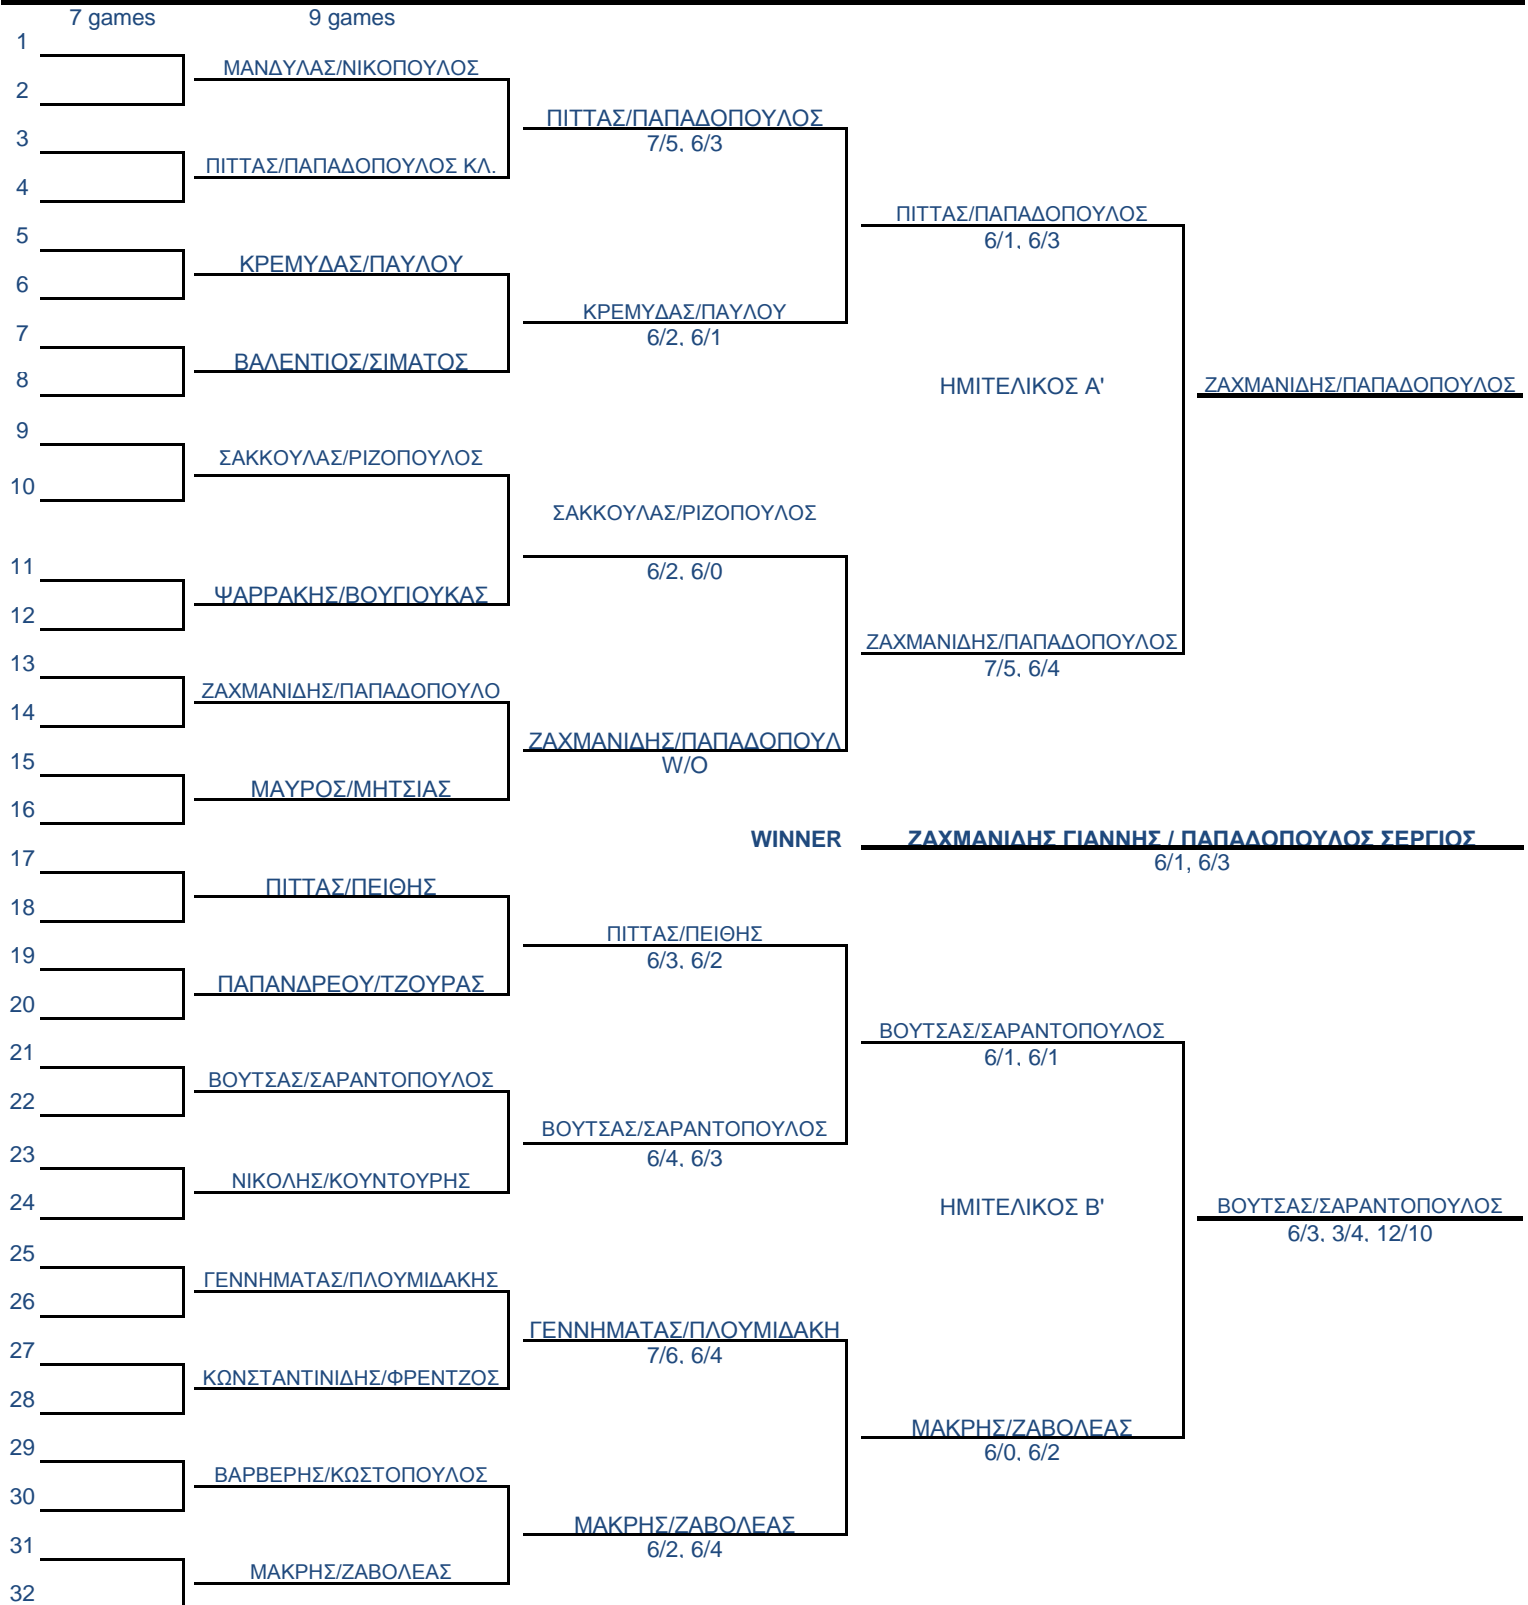 7 games 9 games
1
ΜΑΝΔΥΛΑΣ/ΝΙΚΟΠΟΥΛΟΣ
2
ΠΙΤΤΑΣ/ΠΑΠΑΔΟΠΟΥΛΟΣ
3
7/5, 6/3
ΠΙΤΤΑΣ/ΠΑΠΑΔΟΠΟΥΛΟΣ ΚΛ.
4
ΠΙΤΤΑΣ/ΠΑΠΑΔΟΠΟΥΛΟΣ
5
6/1, 6/3
ΚΡΕΜΥΔΑΣ/ΠΑΥΛΟΥ
6
ΚΡΕΜΥΔΑΣ/ΠΑΥΛΟΥ
7
6/2, 6/1
ΒΑΛΕΝΤΙΟΣ/ΣΙΜΑΤΟΣ
8
ΗΜΙΤΕΛΙΚΟΣ Α'
ΖΑΧΜΑΝΙΔΗΣ/ΠΑΠΑΔΟΠΟΥΛΟΣ
9
ΣΑΚΚΟΥΛΑΣ/ΡΙΖΟΠΟΥΛΟΣ
10
ΣΑΚΚΟΥΛΑΣ/ΡΙΖΟΠΟΥΛΟΣ
11
6/2, 6/0
ΨΑΡΡΑΚΗΣ/ΒΟΥΓΙΟΥΚΑΣ
12
ΖΑΧΜΑΝΙΔΗΣ/ΠΑΠΑΔΟΠΟΥΛΟΣ
13
7/5, 6/4
ΖΑΧΜΑΝΙΔΗΣ/ΠΑΠΑΔΟΠΟΥΛΟ
14
ΖΑΧΜΑΝΙΔΗΣ/ΠΑΠΑΔΟΠΟΥΛ
15
W/O
ΜΑΥΡΟΣ/ΜΗΤΣΙΑΣ
16
WINNER ΖΑΧΜΑΝΙΔΗΣ ΓΙΑΝΝΗΣ / ΠΑΠΑΔΟΠΟΥΛΟΣ ΣΕΡΓΙΟΣ
17
6/1, 6/3
ΠΙΤΤΑΣ/ΠΕΙΘΗΣ
18
ΠΙΤΤΑΣ/ΠΕΙΘΗΣ
19
6/3, 6/2
ΠΑΠΑΝΔΡΕΟΥ/ΤΖΟΥΡΑΣ
20
ΒΟΥΤΣΑΣ/ΣΑΡΑΝΤΟΠΟΥΛΟΣ
21
6/1, 6/1
ΒΟΥΤΣΑΣ/ΣΑΡΑΝΤΟΠΟΥΛΟΣ
22
ΒΟΥΤΣΑΣ/ΣΑΡΑΝΤΟΠΟΥΛΟΣ
23
6/4, 6/3
ΝΙΚΟΛΗΣ/ΚΟΥΝΤΟΥΡΗΣ
24
ΗΜΙΤΕΛΙΚΟΣ Β'
ΒΟΥΤΣΑΣ/ΣΑΡΑΝΤΟΠΟΥΛΟΣ
6/3, 3/4, 12/10
25
ΓΕΝΝΗΜΑΤΑΣ/ΠΛΟΥΜΙΔΑΚΗΣ
26
ΓΕΝΝΗΜΑΤΑΣ/ΠΛΟΥΜΙΔΑΚΗ
27
7/6, 6/4
ΚΩΝΣΤΑΝΤΙΝΙΔΗΣ/ΦΡΕΝΤΖΟΣ
28
ΜΑΚΡΗΣ/ΖΑΒΟΛΕΑΣ
29
6/0, 6/2
ΒΑΡΒΕΡΗΣ/ΚΩΣΤΟΠΟΥΛΟΣ
30
ΜΑΚΡΗΣ/ΖΑΒΟΛΕΑΣ
31
6/2, 6/4
ΜΑΚΡΗΣ/ΖΑΒΟΛΕΑΣ
32